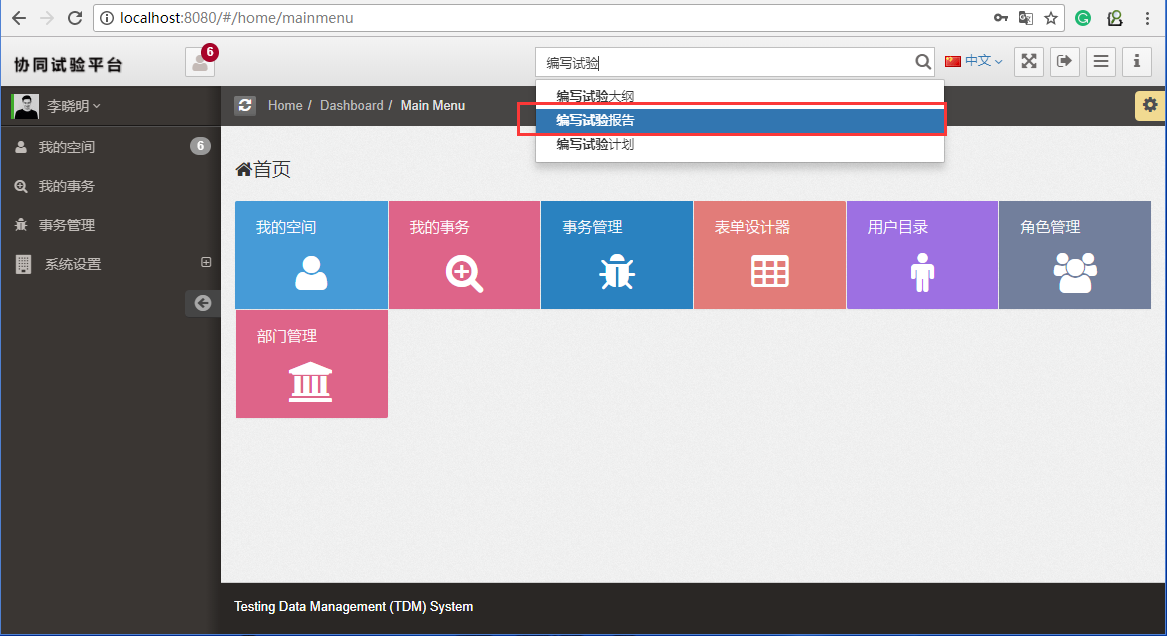 localhost:8080/#/home/mainmenu
协同试验平台
6
编写试验
中文
编写试验大纲
编写试验报告
编写试验计划
李晓明
Home / Dashboard / Main Menu
我的空间
6
我的事务
事务管理
系统设置
首页
我的空间
我的事务
事务管理
表单设计器
用户目录
角色管理
部门管理
Testing Data Management (TDM) System